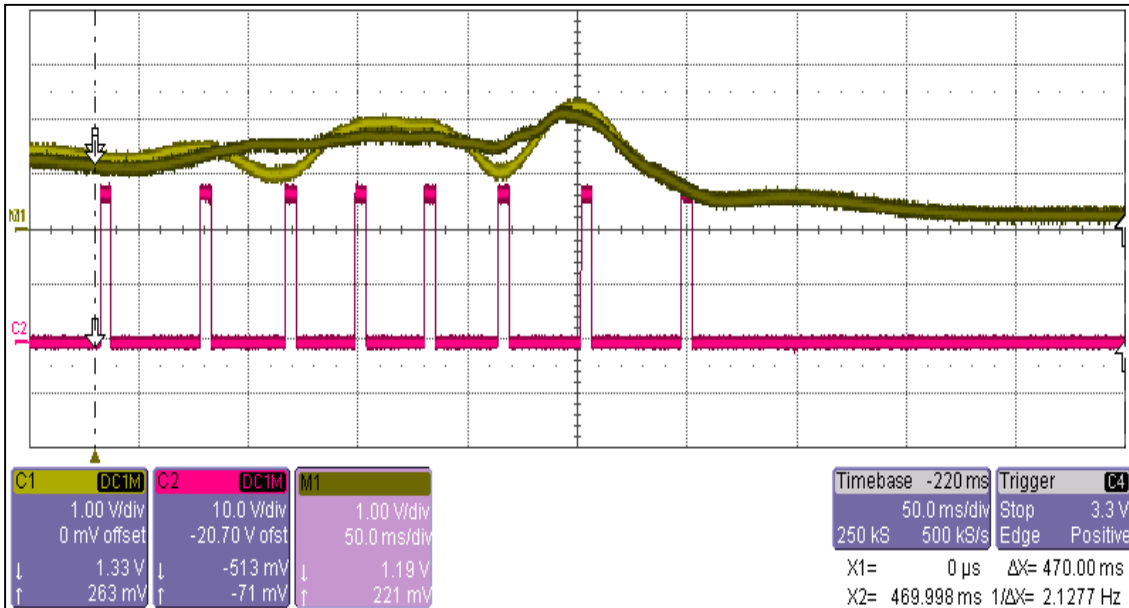 M1
C2
C1 DC1M
1.00 V/div
0 mV offset
↓ 1.33 V
↑ 263 mV
C2 DC1M
10.0 V/div
-20.70 V ofst
↓ -513 mV
↑ -71 mV
M1
1.00 V/div
50.0 ms/div
↓ 1.19 V
↑ 221 mV
Timebase -220 ms
50.0 ms/div
250 kS 500 kS/s
Trigger C4
Stop 3.3 V
Edge Positive
X1= 0 µs ΔX= 470.00 ms
X2= 469.998 ms 1/ΔX= 2.1277 Hz